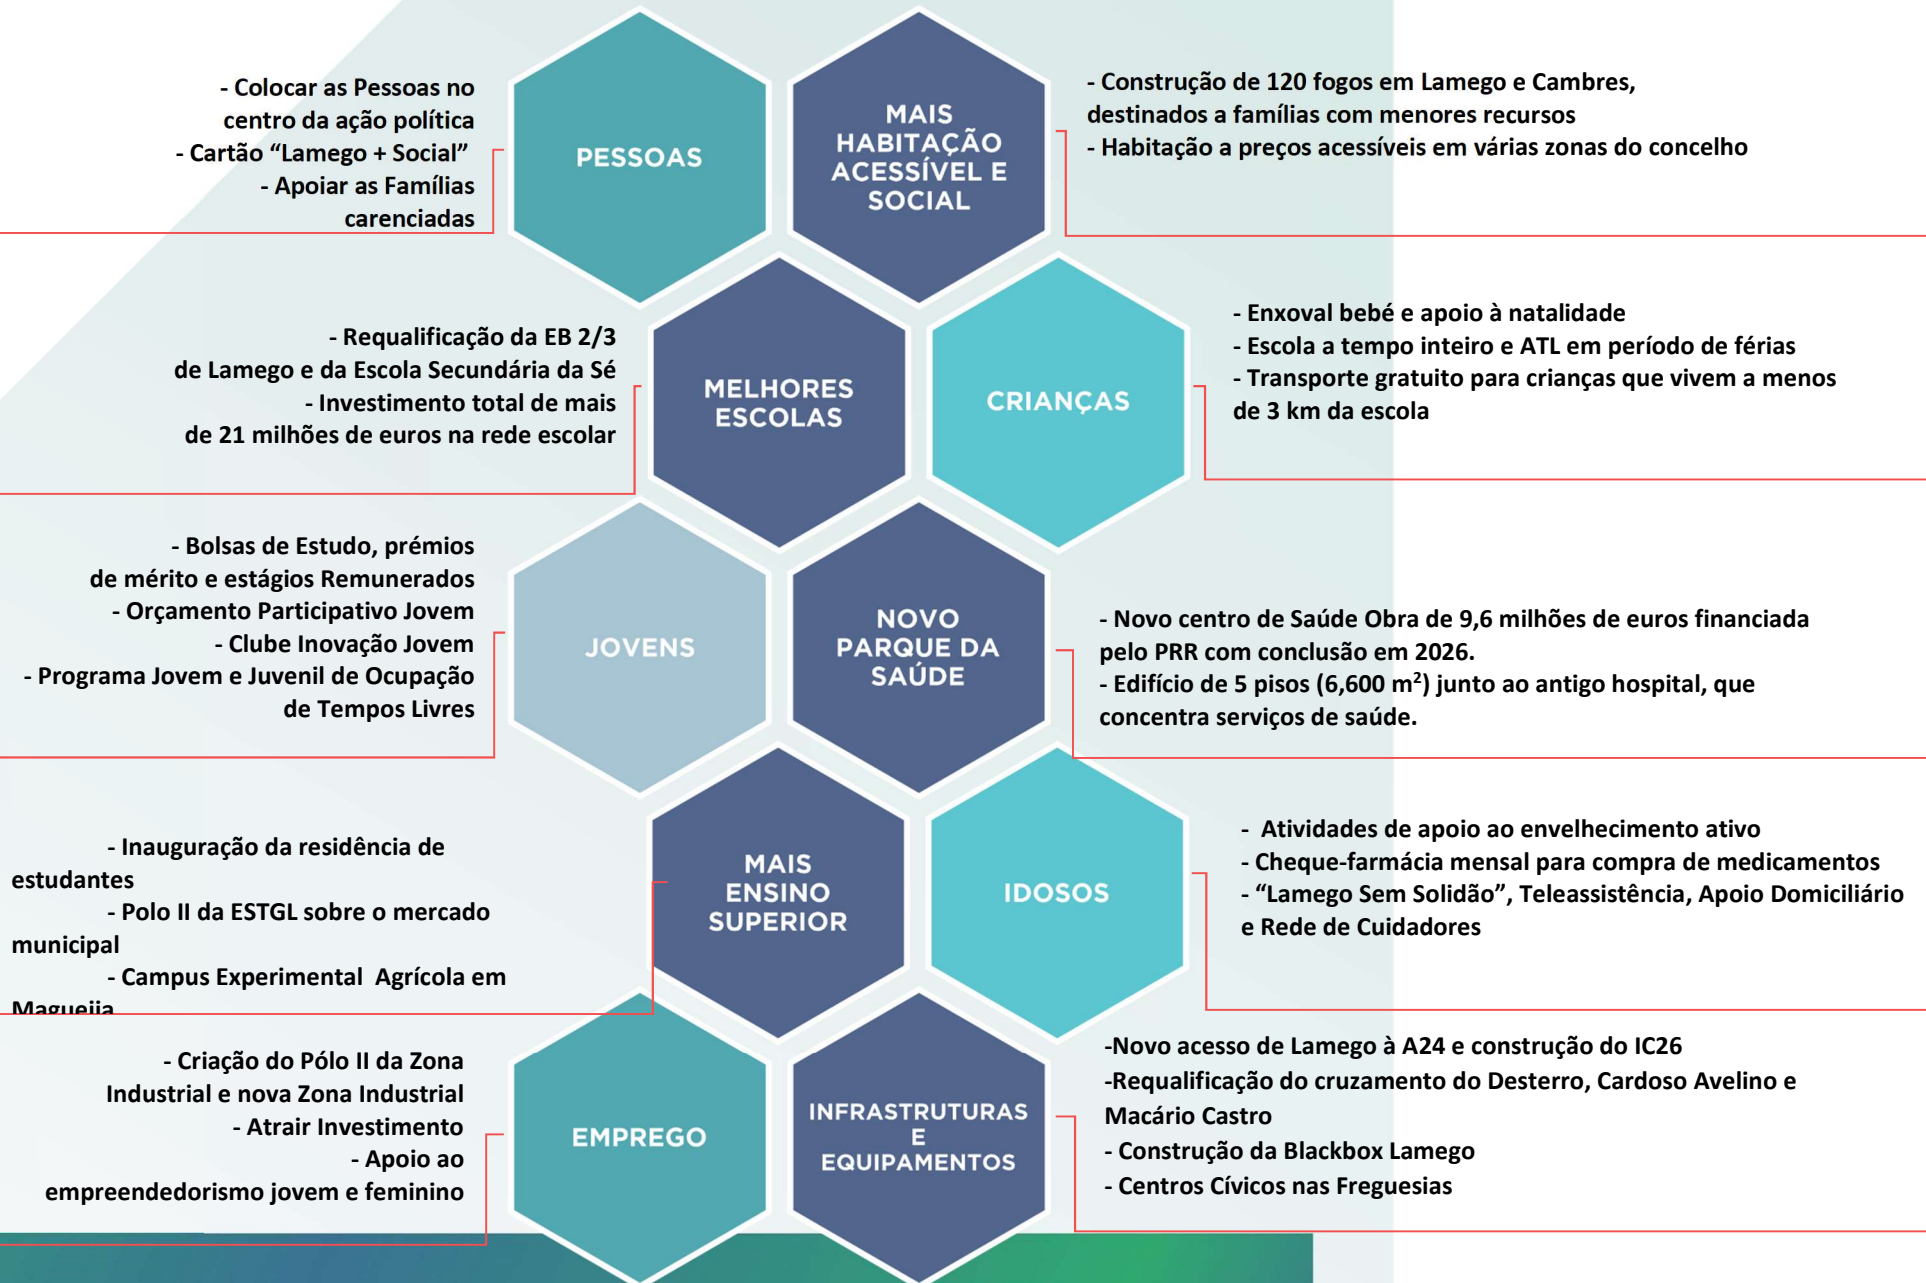 - Colocar as Pessoas no
centro da ação política
- Cartão “Lamego + Social”
- Apoiar as Famílias
carenciadas
PESSOAS
MAIS
HABITAÇÃO
ACESSÍVEL E
SOCIAL
- Construção de 120 fogos em Lamego e Cambres,
destinados a famílias com menores recursos
- Habitação a preços acessíveis em várias zonas do concelho
- Requalificação da EB 2/3
de Lamego e da Escola Secundária da Sé
- Investimento total de mais
de 21 milhões de euros na rede escolar
MELHORES
ESCOLAS
CRIANÇAS
- Enxoval bebé e apoio à natalidade
- Escola a tempo inteiro e ATL em período de férias
- Transporte gratuito para crianças que vivem a menos
de 3 km da escola
- Bolsas de Estudo, prémios
de mérito e estágios Remunerados
- Orçamento Participativo Jovem
- Clube Inovação Jovem
- Programa Jovem e Juvenil de Ocupação
de Tempos Livres
JOVENS
NOVO
PARQUE DA
SAÚDE
- Novo centro de Saúde Obra de 9,6 milhões de euros financiada
pelo PRR com conclusão em 2026.
- Edifício de 5 pisos (6,600 m²) junto ao antigo hospital, que
concentra serviços de saúde.
- Inauguração da residência de
estudantes
- Polo II da ESTGL sobre o mercado
municipal
- Campus Experimental  Agrícola em
Magueija
MAIS
ENSINO
SUPERIOR
IDOSOS
-  Atividades de apoio ao envelhecimento ativo
- Cheque-farmácia mensal para compra de medicamentos
- “Lamego Sem Solidão”, Teleassistência, Apoio Domiciliário
e Rede de Cuidadores
- Criação do Pólo II da Zona
Industrial e nova Zona Industrial
- Atrair Investimento
- Apoio ao
empreendedorismo jovem e feminino
EMPREGO
INFRASTRUTURAS
E
EQUIPAMENTOS
-Novo acesso de Lamego à A24 e construção do IC26
-Requalificação do cruzamento do Desterro, Cardoso Avelino e
Macário Castro
- Construção da Blackbox Lamego
- Centros Cívicos nas Freguesias